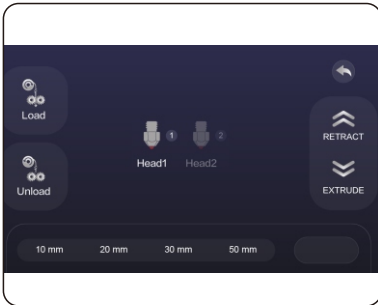 Load
1
2
RETRACT
Head1 Head2
Unload
EXTRUDE
10 mm 20 mm 30 mm 50 mm